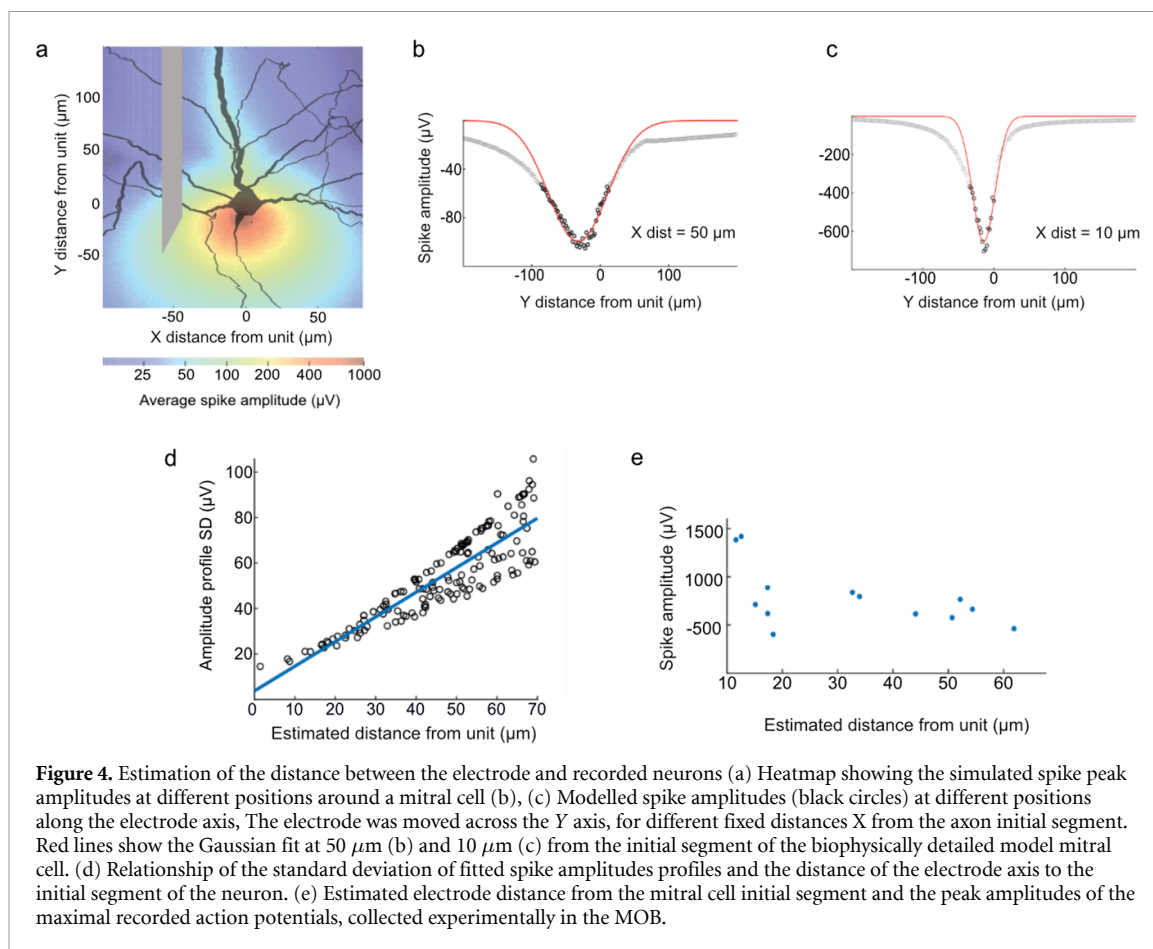 a
Y distance from unit (µm)
100
50
0
-50
-50 0 50
X distance from unit (µm)
25 50 100 200 400 1000
Average spike amplitude (µV)
b
Spike amplitude (µV)
-40
-80
X dist = 50 µm
-100 0 100
Y distance from unit (µm)
c
-200
-400
-600
X dist = 10 µm
-100 0 100
Y distance from unit (µm)
d
Amplitude profile SD (µV)
100
80
60
40
20
0 10 20 30 40 50 60 70
Estimated distance from unit (µm)
e
Spike amplitude (µV)
1500
1000
-500
10 20 30 40 50 60
Estimated distance from unit (µm)
Figure 4. Estimation of the distance between the electrode and recorded neurons (a) Heatmap showing the simulated spike peak
amplitudes at different positions around a mitral cell (b), (c) Modelled spike amplitudes (black circles) at different positions
along the electrode axis, The electrode was moved across the Y axis, for different fixed distances X from the axon initial segment.
Red lines show the Gaussian fit at 50 µm (b) and 10 µm (c) from the initial segment of the biophysically detailed model mitral
cell. (d) Relationship of the standard deviation of fitted spike amplitudes profiles and the distance of the electrode axis to the
initial segment of the neuron. (e) Estimated electrode distance from the mitral cell initial segment and the peak amplitudes of the
maximal recorded action potentials, collected experimentally in the MOB.